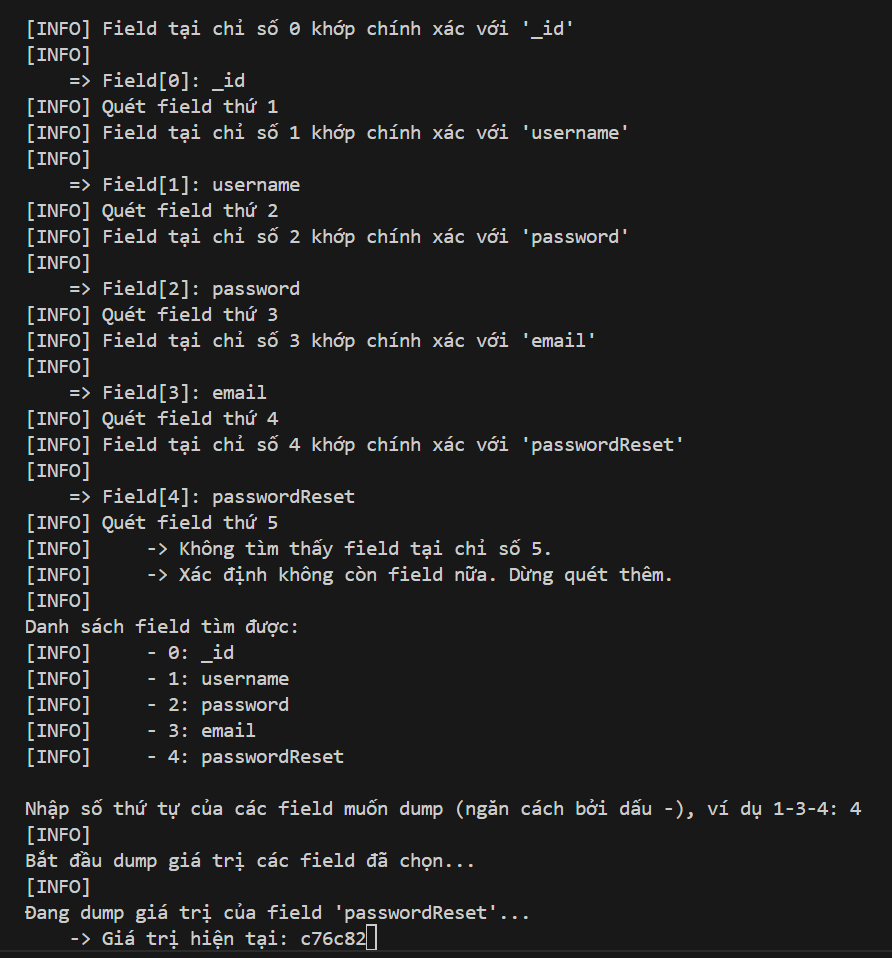 [INFO] Field tại chỉ số 0 khớp chính xác với '_id'
[INFO]
    => Field[0]: _id
[INFO] Quét field thứ 1
[INFO] Field tại chỉ số 1 khớp chính xác với 'username'
[INFO]
    => Field[1]: username
[INFO] Quét field thứ 2
[INFO] Field tại chỉ số 2 khớp chính xác với 'password'
[INFO]
    => Field[2]: password
[INFO] Quét field thứ 3
[INFO] Field tại chỉ số 3 khớp chính xác với 'email'
[INFO]
    => Field[3]: email
[INFO] Quét field thứ 4
[INFO] Field tại chỉ số 4 khớp chính xác với 'passwordReset'
[INFO]
    => Field[4]: passwordReset
[INFO] Quét field thứ 5
[INFO]     -> Không tìm thấy field tại chỉ số 5.
[INFO]     -> Xác định không còn field nữa. Dừng quét thêm.
[INFO]
Danh sách field tìm được:
[INFO]     - 0: _id
[INFO]     - 1: username
[INFO]     - 2: password
[INFO]     - 3: email
[INFO]     - 4: passwordReset

Nhập số thứ tự của các field muốn dump (ngăn cách bởi dấu -), ví dụ 1-3-4: 4
[INFO]
Bắt đầu dump giá trị các field đã chọn...
[INFO]
Đang dump giá trị của field 'passwordReset'...
    -> Giá trị hiện tại: c76c82